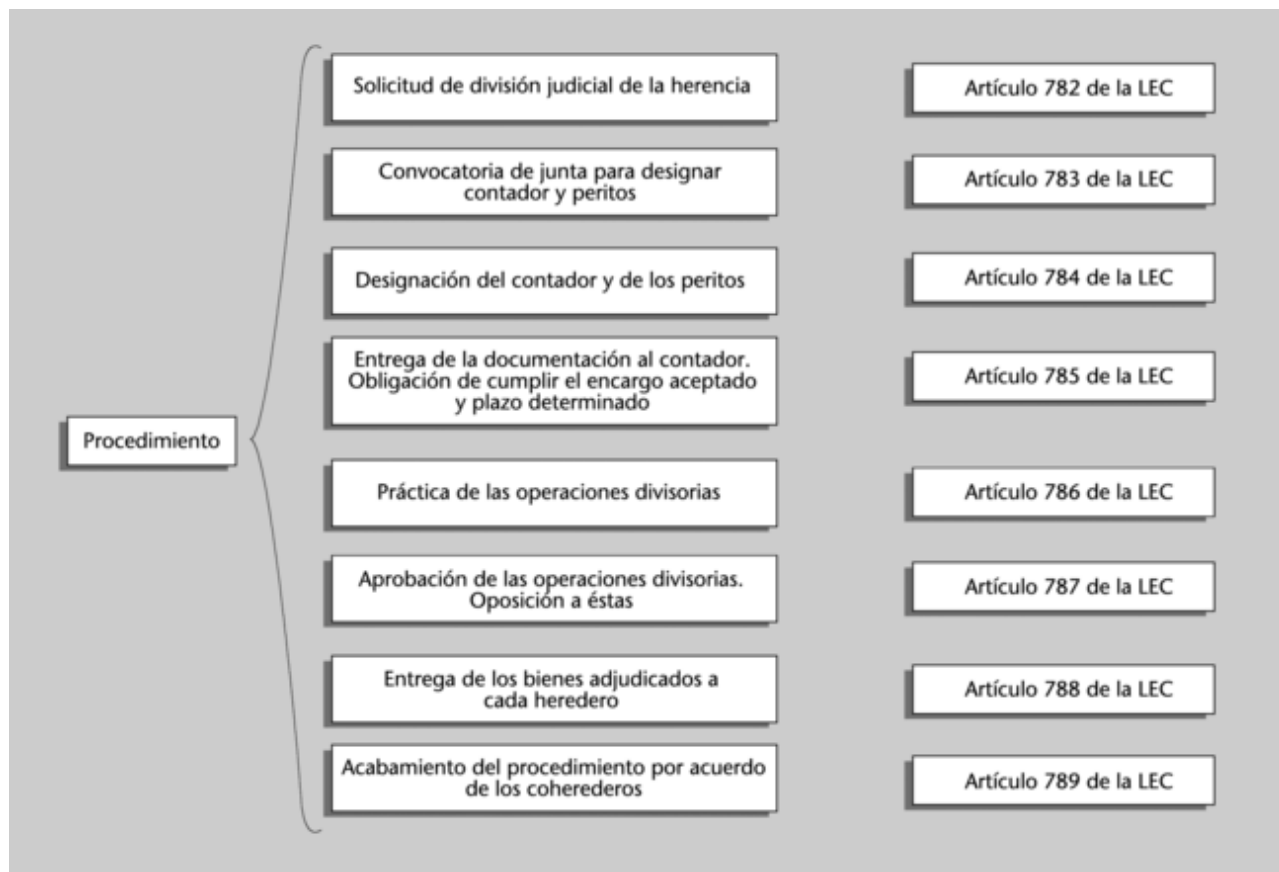 Solicitud de división judicial de la herencia
Artículo 782 de la LEC
Convocatoria de junta para designar
contador y peritos
Artículo 783 de la LEC
Designación del contador y de los peritos
Artículo 784 de la LEC
Entrega de la documentación al contador.
Obligación de cumplir el encargo aceptado
y plazo determinado
Artículo 785 de la LEC
Procedimiento
Práctica de las operaciones divisorias
Artículo 786 de la LEC
Aprobación de las operaciones divisorias.
Oposición a éstas
Artículo 787 de la LEC
Entrega de los bienes adjudicados a
cada heredero
Artículo 788 de la LEC
Acabamiento del procedimiento por acuerdo
de los coherederos
Artículo 789 de la LEC